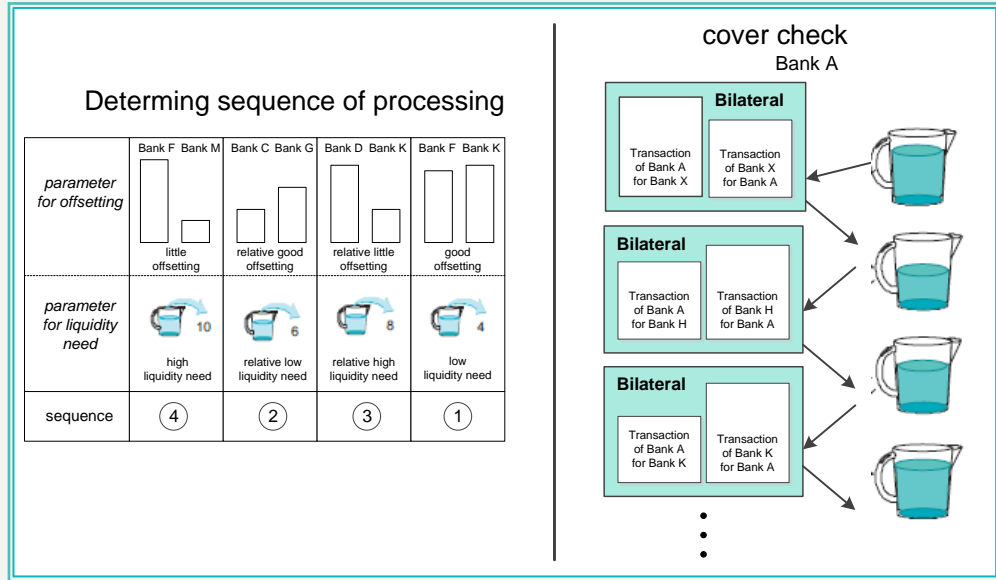 Determing sequence of processing
parameter
for offsetting
Bank F Bank M
Bank C Bank G
Bank D Bank K
Bank F Bank K
little
offsetting
relative good
offsetting
relative little
offsetting
good
offsetting
parameter
for liquidity
need
10
6
8
4
high
liquidity need
relative low
liquidity need
relative high
liquidity need
low
liquidity need
sequence
4
2
3
1
cover check
Bank A
Bilateral
Transaction
of Bank A
for Bank X
Transaction
of Bank X
for Bank A
Bilateral
Transaction
of Bank A
for Bank H
Transaction
of Bank H
for Bank A
Bilateral
Transaction
of Bank A
for Bank K
Transaction
of Bank K
for Bank A